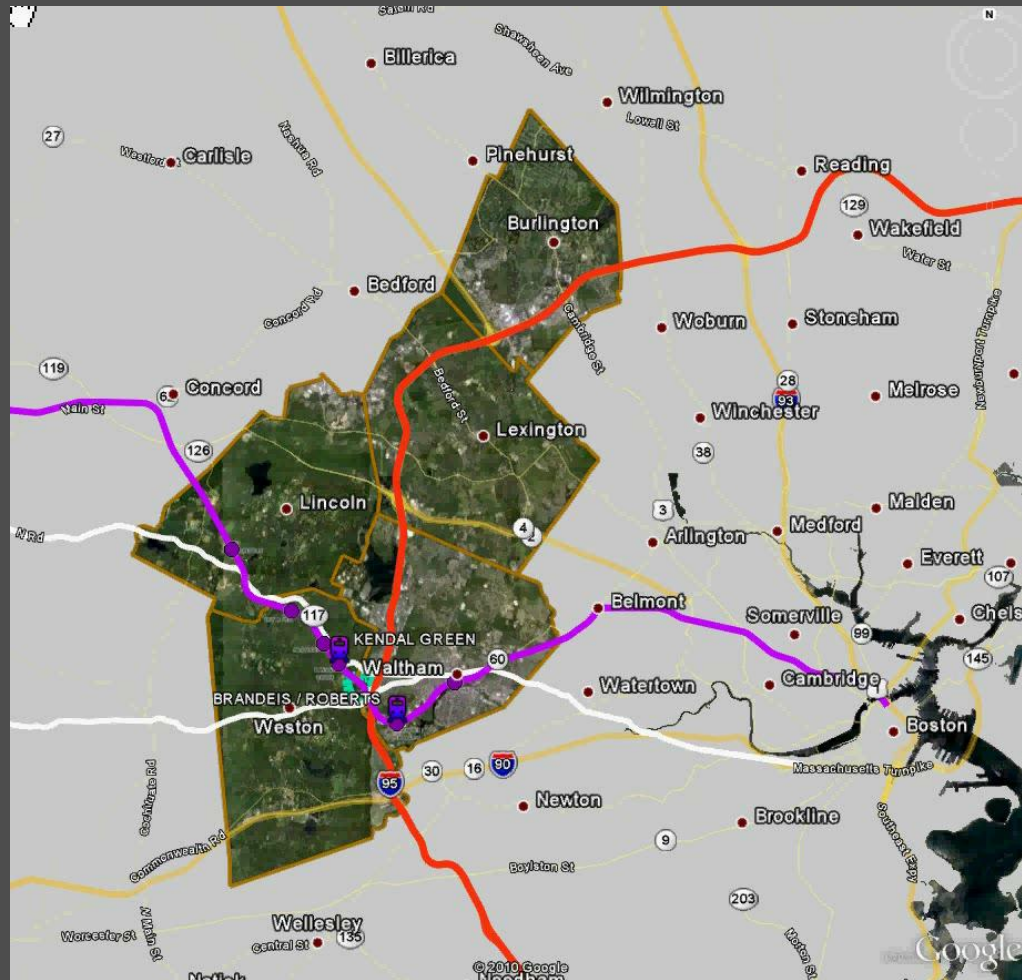 N
Salem Rd
Shawsheen Ave
Billerica
Wilmington
Lowell St
27
Nashua Rd
Westford St
Carlisle
Pinehurst
Reading
129
Burlington
Wakefield
Water St
Bedford
Concord Rd
Cambridge St
Woburn
Stoneham
Newburyport Turnpike
119
Bedford St
28
93
Melrose
Concord
62
Main St
Winchester
126
Lexington
38
Lincoln
3
Malden
4
2
Medford
N Rd
Arlington
Everett
107
Belmont
Somerville
Chels
117
99
KENDAL GREEN
60
145
Waltham
Cambridge
1
Watertown
BRANDEIS / ROBERTS
Weston
Boston
30
16
90
Massachusetts Turnpike
95
Cochituate Rd
Newton
Brookline
Commonwealth Rd
9
Southeast Expy
Boylston St
203
Wellesley
Worcester St
Central St
135
N Main St
Morton St
Google
© 2010 Google
Natick
Needham